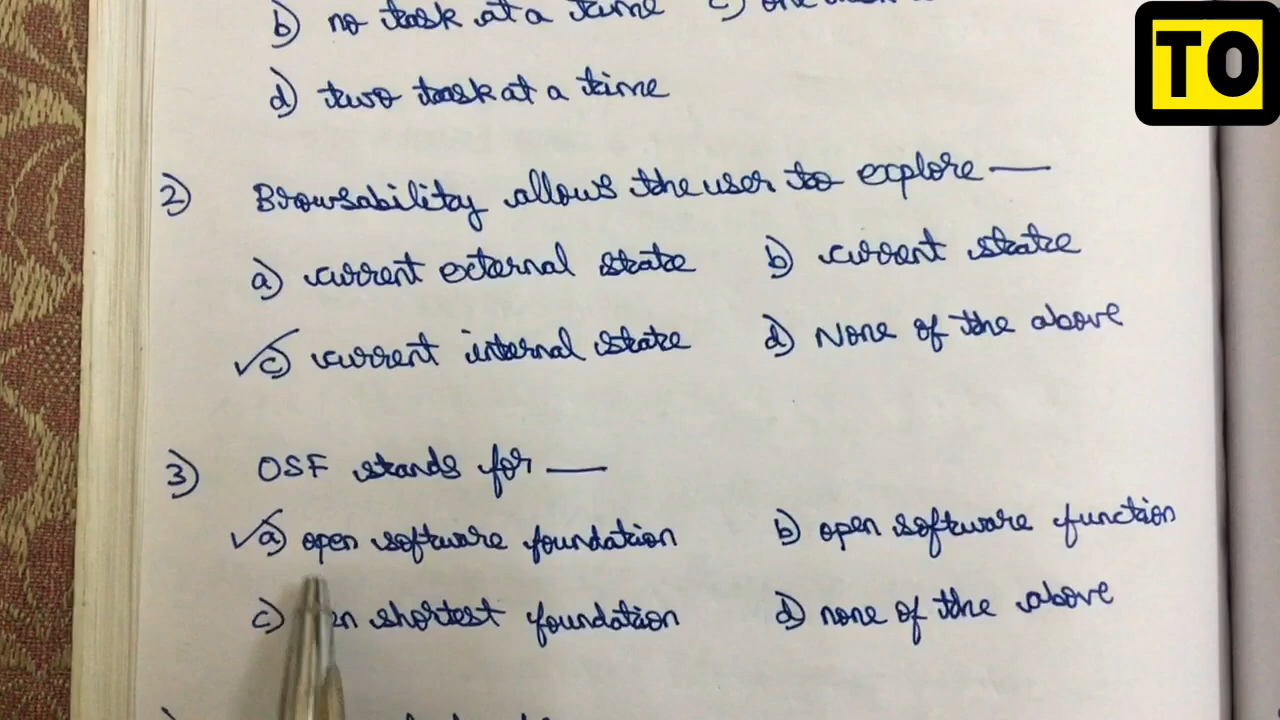 b) no task at a time c) one
d) two task at a time
TO
2) Browsability allows the user to explore —
a) current external state b) current state
c) current internal state d) None of the above
3) OSF stands for —
a) open software foundation b) open software function
c) shortest foundation d) none of the above